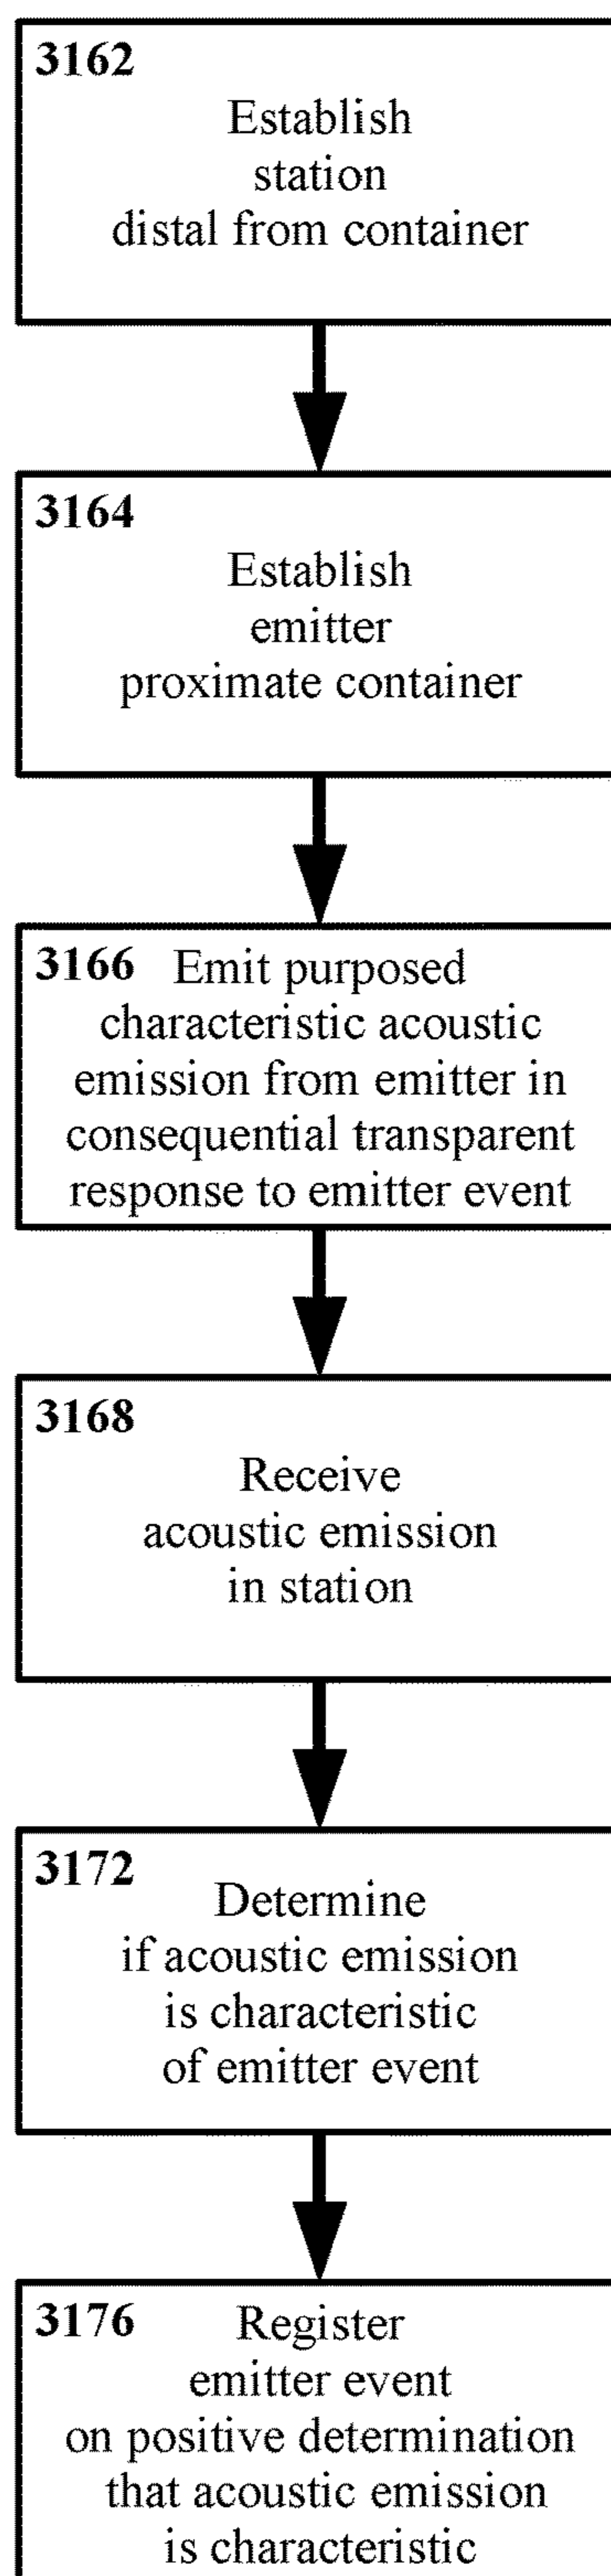 3162
Establish
station
distal from container
3164
Establish
emitter
proximate container
3166 Emit purposed
characteristic acoustic
emission from emitter in
consequential transparent
response to emitter event
3168
Receive
acoustic emission
in station
3172
Determine
if acoustic emission
is characteristic
of emitter event
3176 Register
emitter event
on positive determination
that acoustic emission
is characteristic